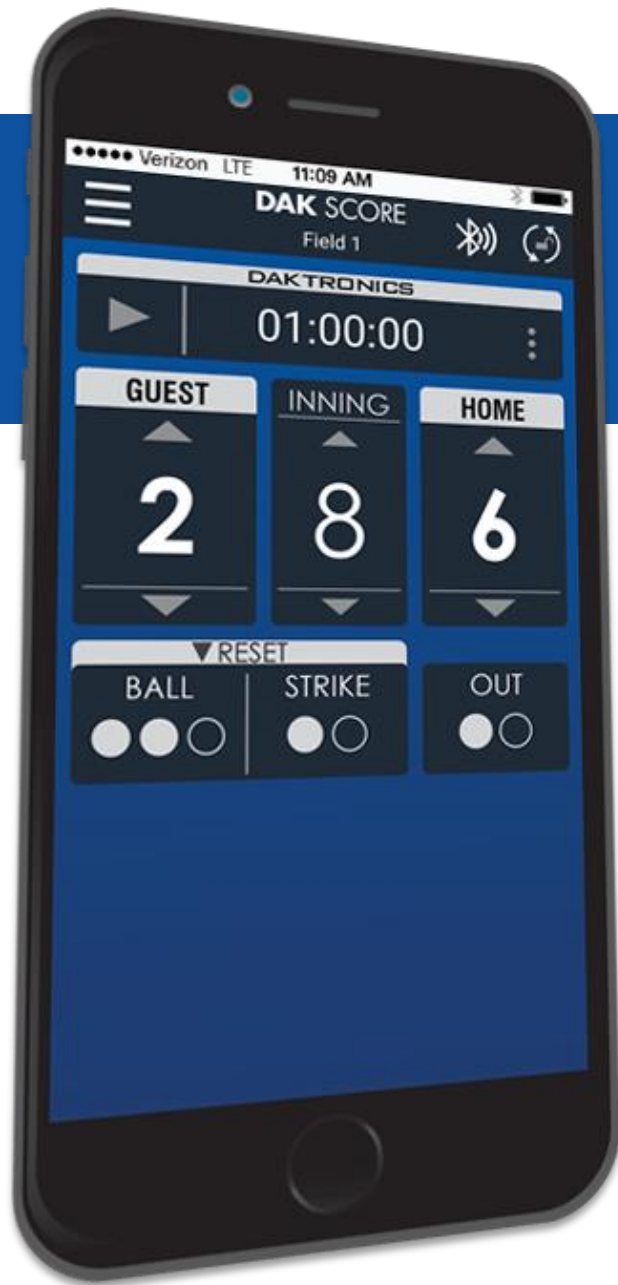 Verizon LTE 11:09 AM
DAK SCORE
Field 1
DAKTRONICS
01:00:00
GUEST INNING HOME
2 8 6
▼RESET
BALL STRIKE OUT